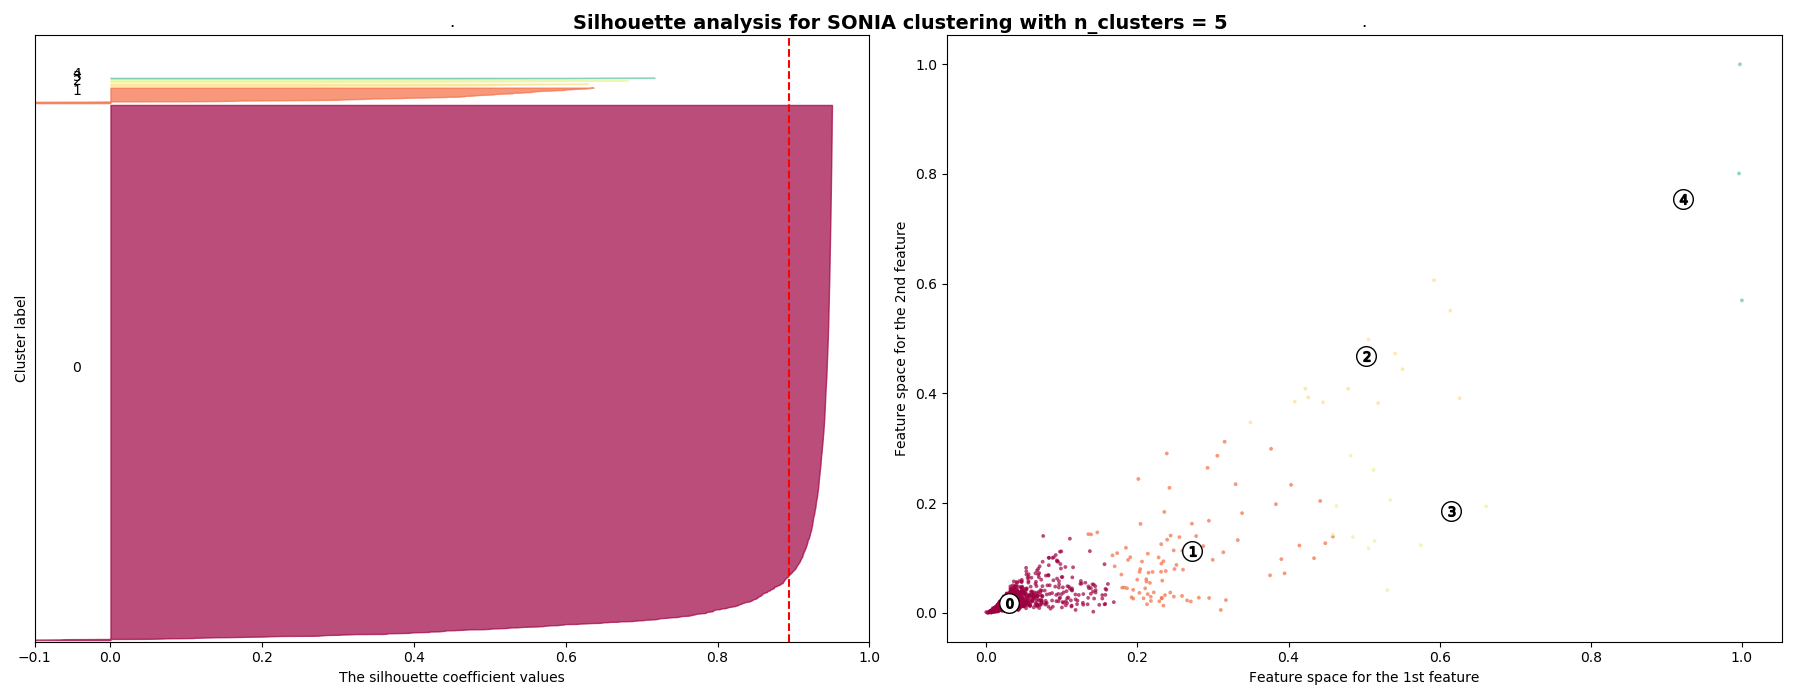 Silhouette analysis for SONIA clustering with n_clusters = 5
.
.
4
3
2
1
0
Cluster label
−0.1 0.0 0.2 0.4 0.6 0.8 1.0
The silhouette coefficient values
1.0
0.8
0.6
0.4
0.2
0.0
Feature space for the 2nd feature
4
2
3
1
0
0.0 0.2 0.4 0.6 0.8 1.0
Feature space for the 1st feature